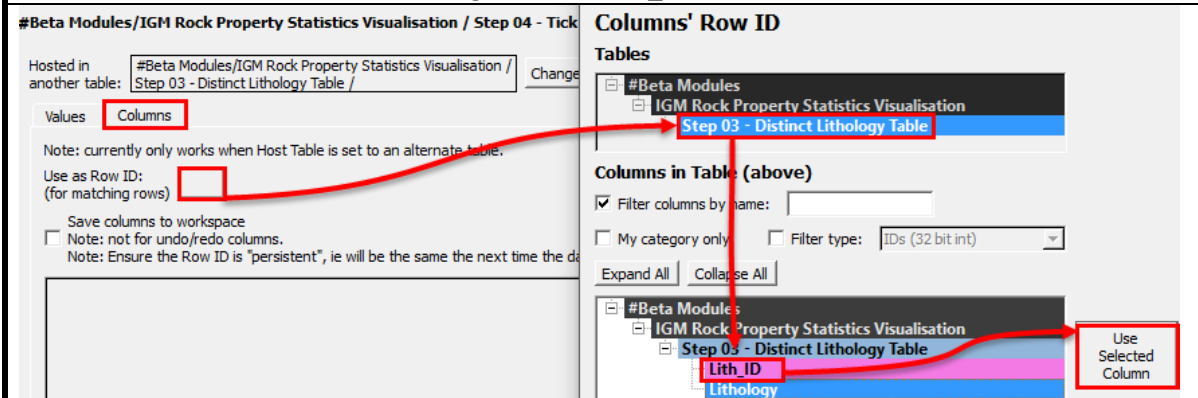 #Beta Modules/IGM Rock Property Statistics Visualisation / Step 04 - Tick
Hosted in
another table:
#Beta Modules/IGM Rock Property Statistics Visualisation /
Step 03 - Distinct Lithology Table /
Change
Values
Columns
Note: currently only works when Host Table is set to an alternate table.
Use as Row ID:
(for matching rows)
Save columns to workspace
Note: not for undo/redo columns.
Note: Ensure the Row ID is "persistent", ie will be the same the next time the da
Columns' Row ID
Tables
#Beta Modules
IGM Rock Property Statistics Visualisation
Step 03 - Distinct Lithology Table
Columns in Table (above)
Filter columns by name:
My category only
Filter type:
IDs (32 bit int)
Expand All
Collapse All
#Beta Modules
IGM Rock Property Statistics Visualisation
Step 03 - Distinct Lithology Table
Lith_ID
Lithology
Use
Selected
Column